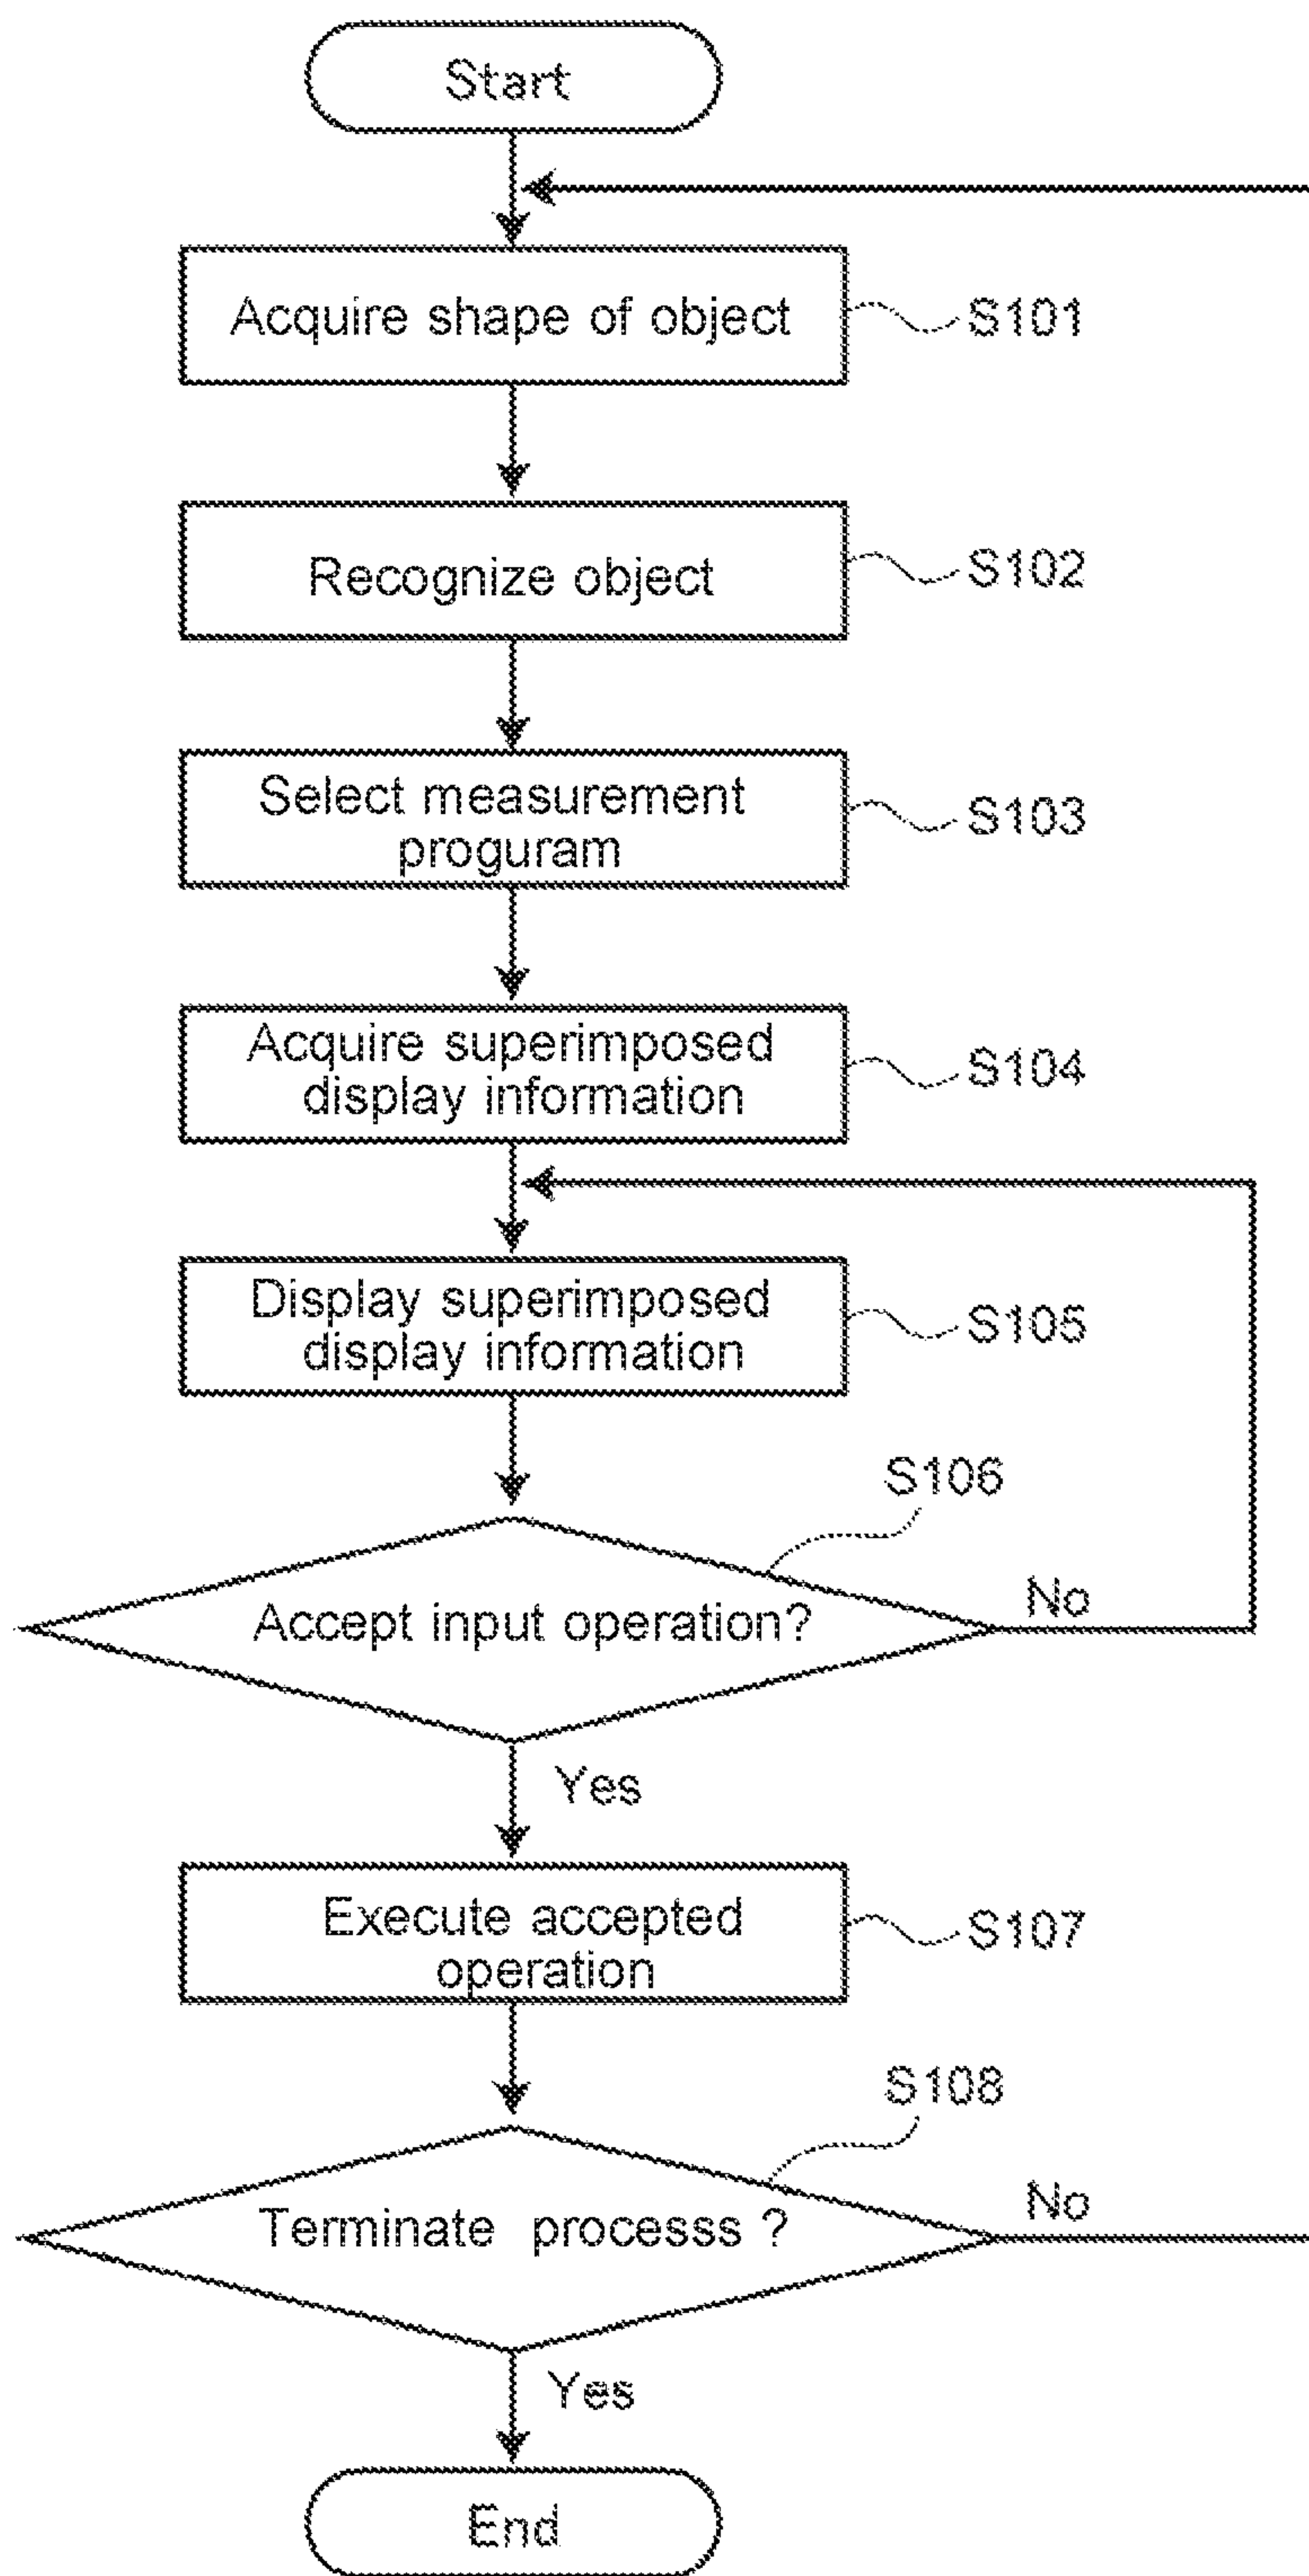 Start
Acquire shape of object
S101
Recognize object
S102
Select measurement
proguram
S103
Acquire superimposed
display information
S104
Display superimposed
display information
S105
S106
Accept input operation?
No
Yes
Execute accepted
operation
S107
S108
Terminate processs ?
No
Yes
End